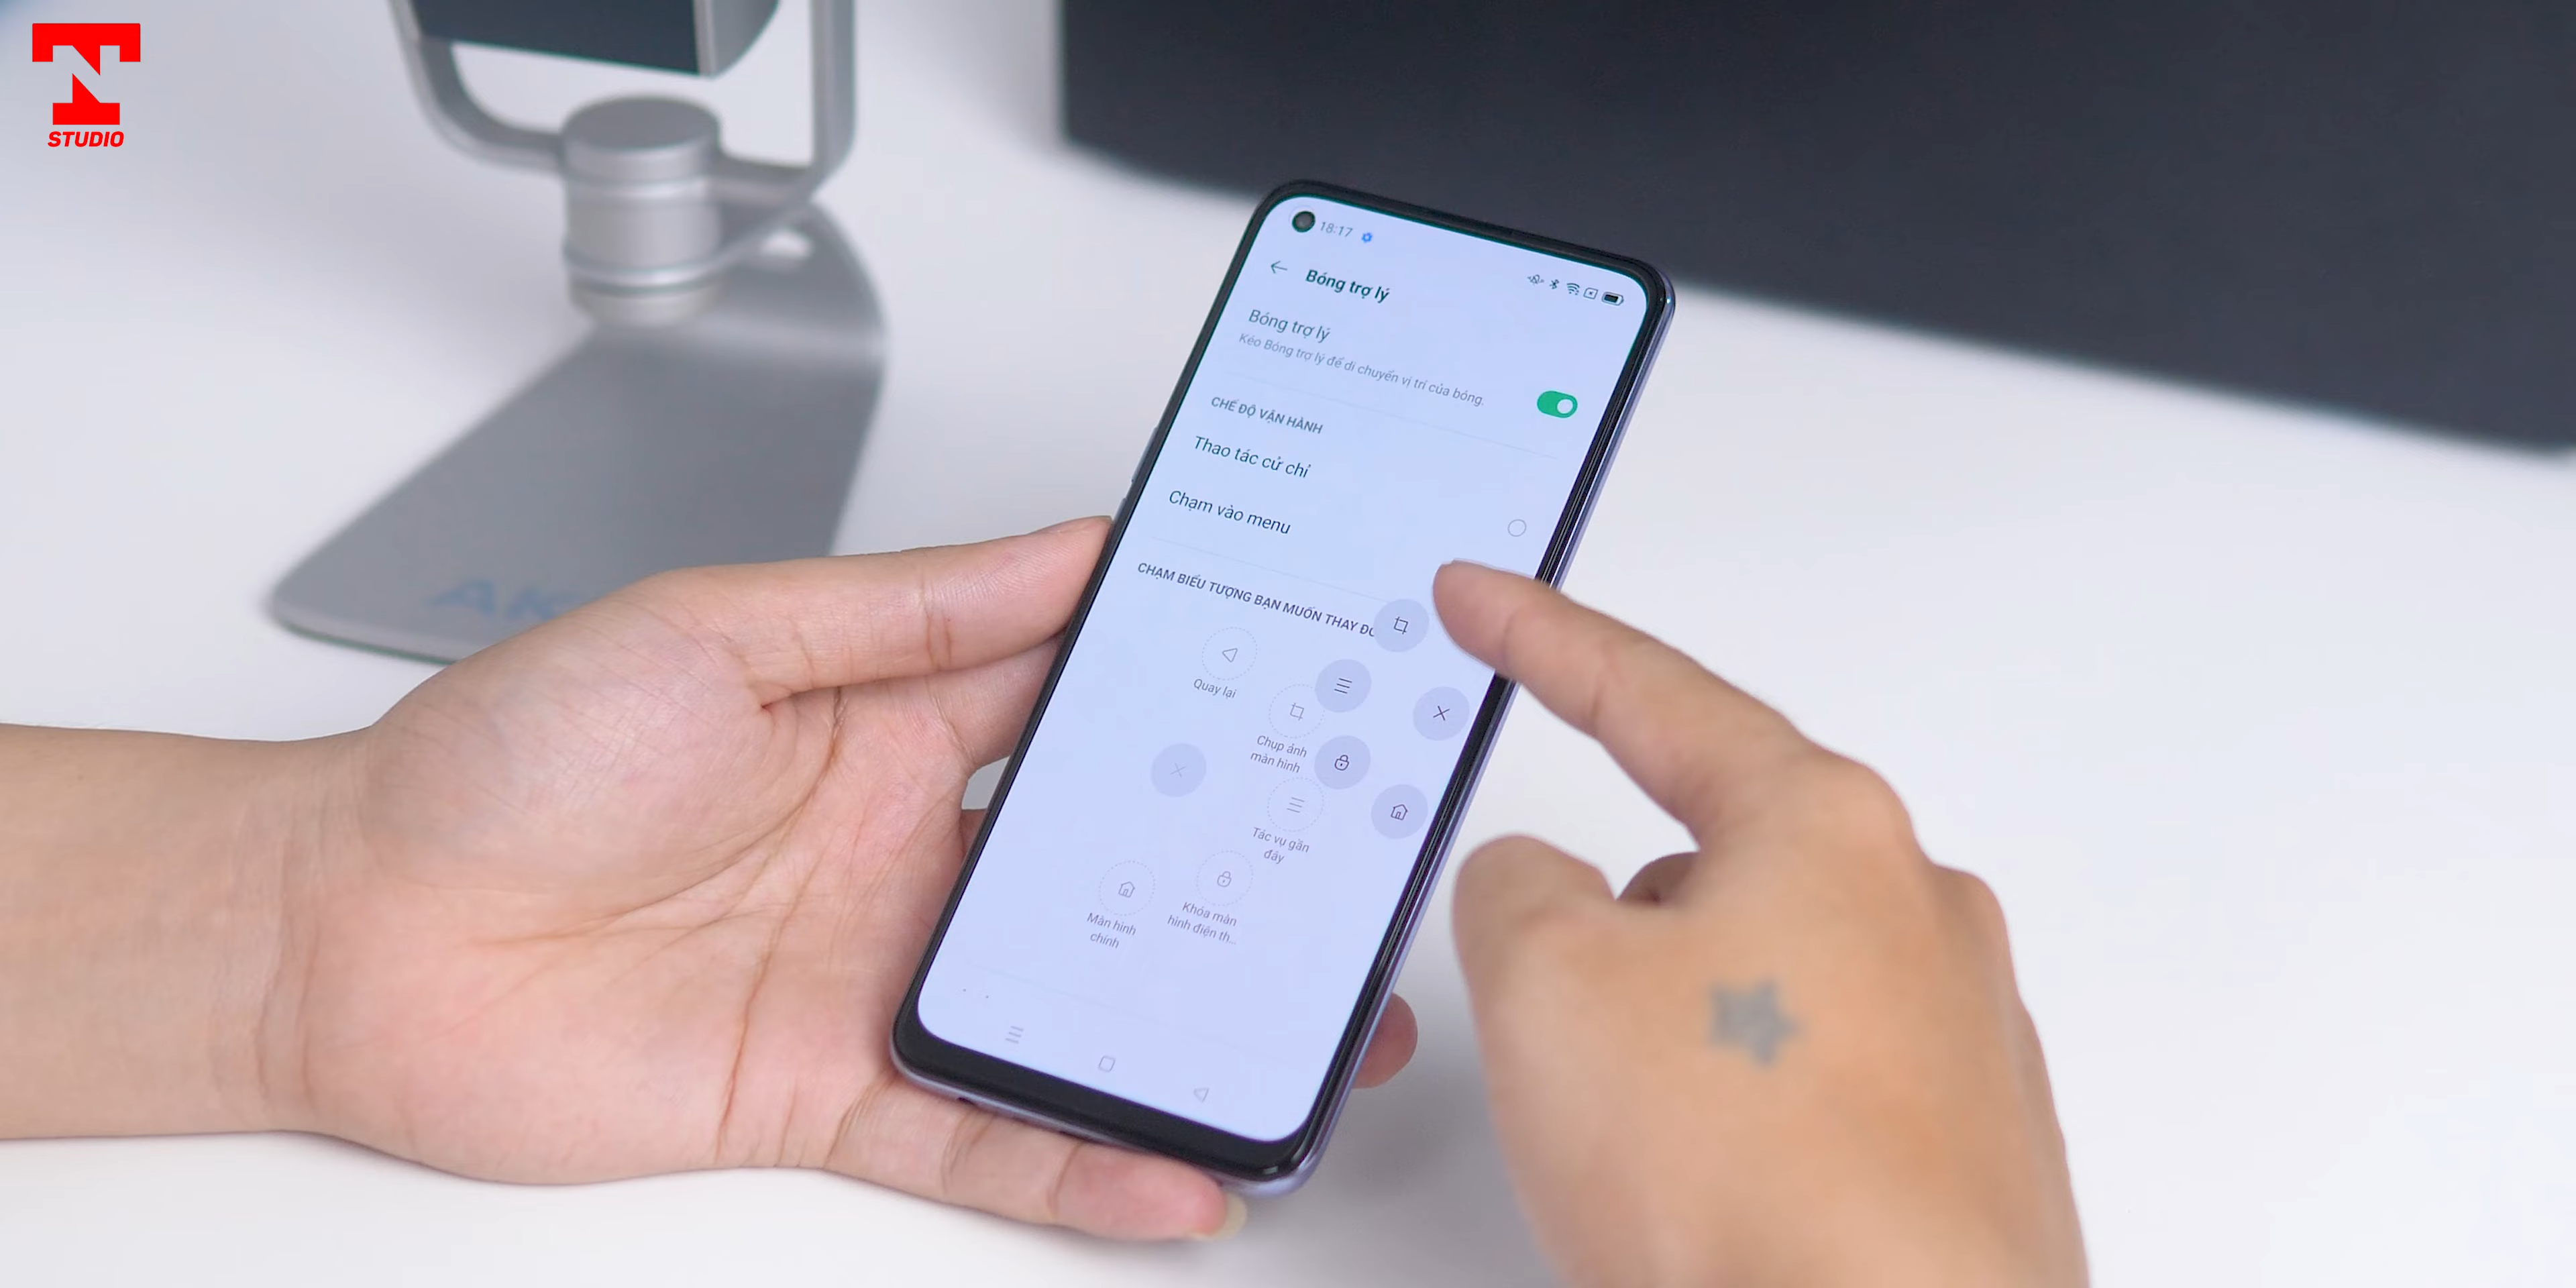 TN
STUDIO
18:17
Bóng trợ lý
Bóng trợ lý
Kéo Bóng trợ lý để di chuyển vị trí của bóng.
CHẾ ĐỘ VẬN HÀNH
Thao tác cử chỉ
Chạm vào menu
CHẠM BIỂU TƯỢNG BẠN MUỐN THAY
Quay lại
Chụp ảnh
màn hình
Tác vụ gần
đây
Khóa màn
hình điện th...
Màn hình
chính